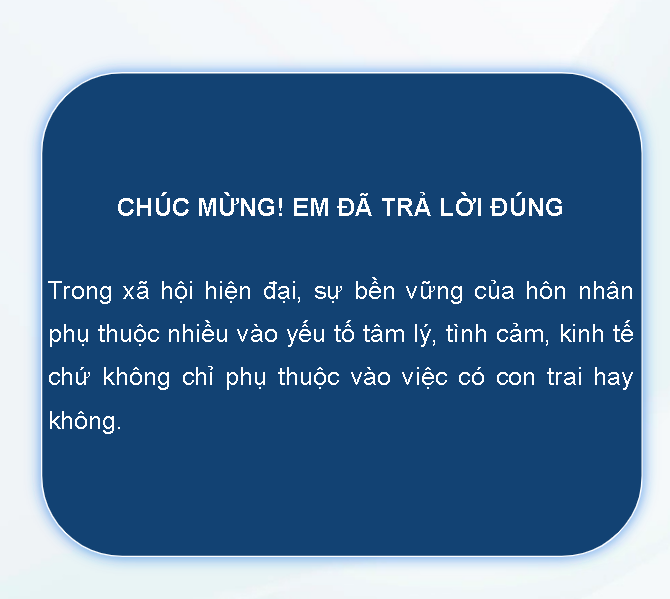 CHÚC MỪNG! EM ĐÃ TRẢ LỜI ĐÚNG
Trong xã hội hiện đại, sự bền vững của hôn nhân
phụ thuộc nhiều vào yếu tố tâm lý, tình cảm, kinh tế
chứ không chỉ phụ thuộc vào việc có con trai hay
không.